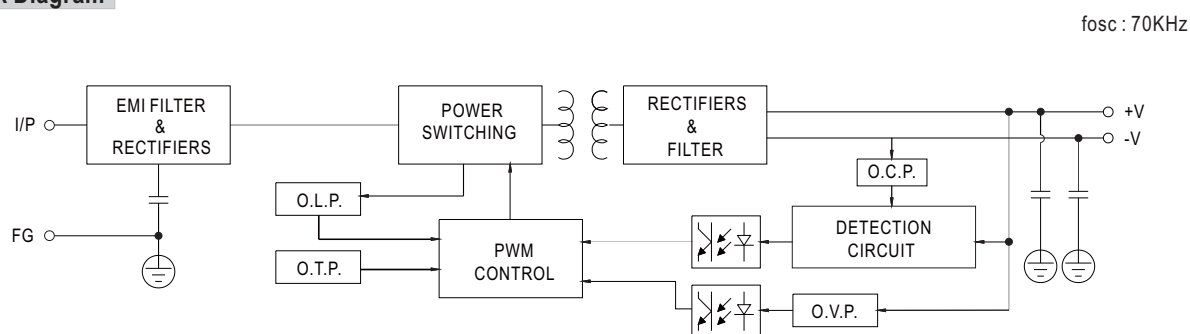 Diagram
fosc : 70KHz
I/P
EMI FILTER
&
RECTIFIERS
POWER
SWITCHING
RECTIFIERS
&
FILTER
+V
-V
O.C.P.
O.L.P.
DETECTION
CIRCUIT
FG
PWM
CONTROL
O.T.P.
O.V.P.